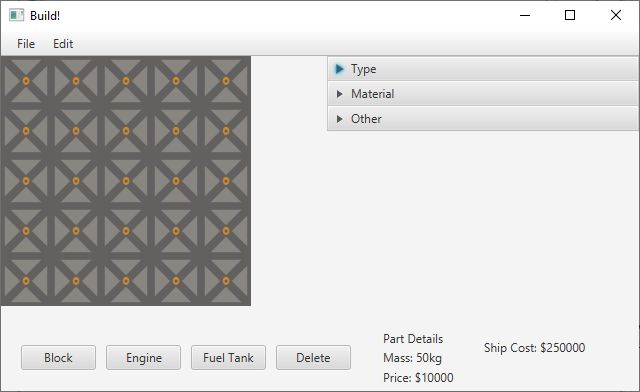 Build!
File Edit
Type
Material
Other
Block Engine Fuel Tank Delete
Part Details
Mass: 50kg
Price: $10000
Ship Cost: $250000